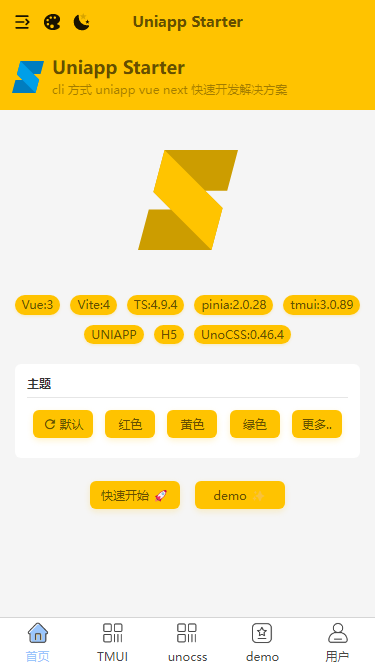 Uniapp Starter
Uniapp Starter
cli 方式 uniapp vue next 快速开发解决方案
Vue:3 Vite:4 TS:4.9.4 pinia:2.0.28 tmui:3.0.89
UNIAPP H5 UnoCSS:0.46.4
主题
默认 红色 黄色 绿色 更多..
快速开始 🚀 demo
首页 TMUI unocss demo 用户